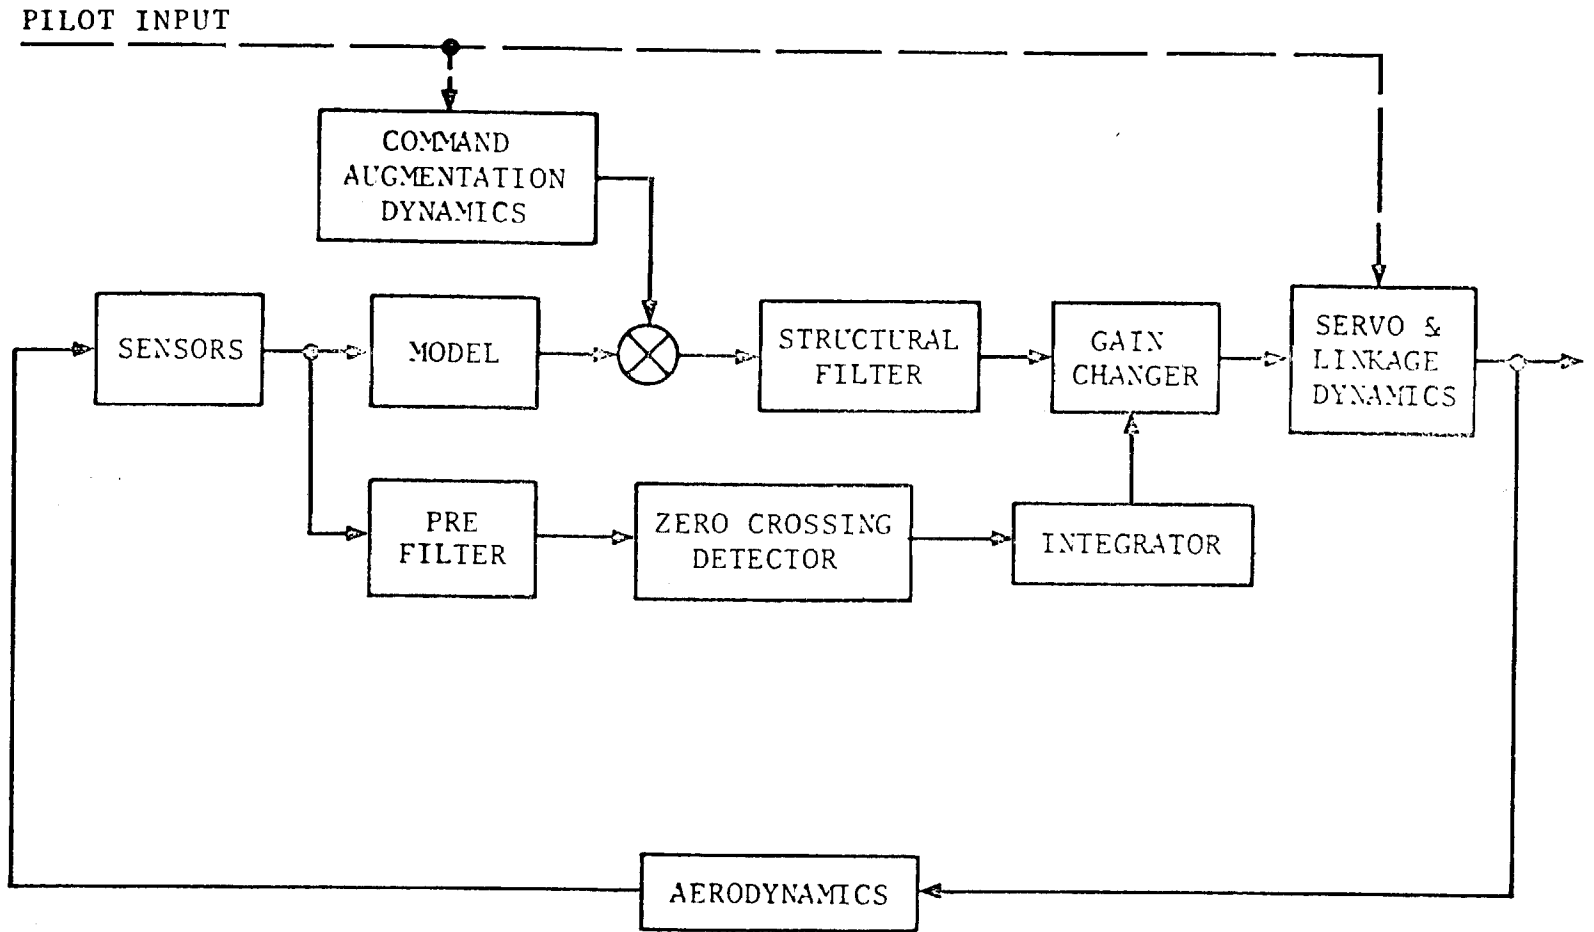 PILOT INPUT
COMMAND
AUGMENTATION
DYNAMICS
SENSORS
MODEL
STRUCTURAL
FILTER
GAIN
CHANGER
SERVO &
LINKAGE
DYNAMICS
PRE
FILTER
ZERO CROSSING
DETECTOR
INTEGRATOR
AERODYNAMICS